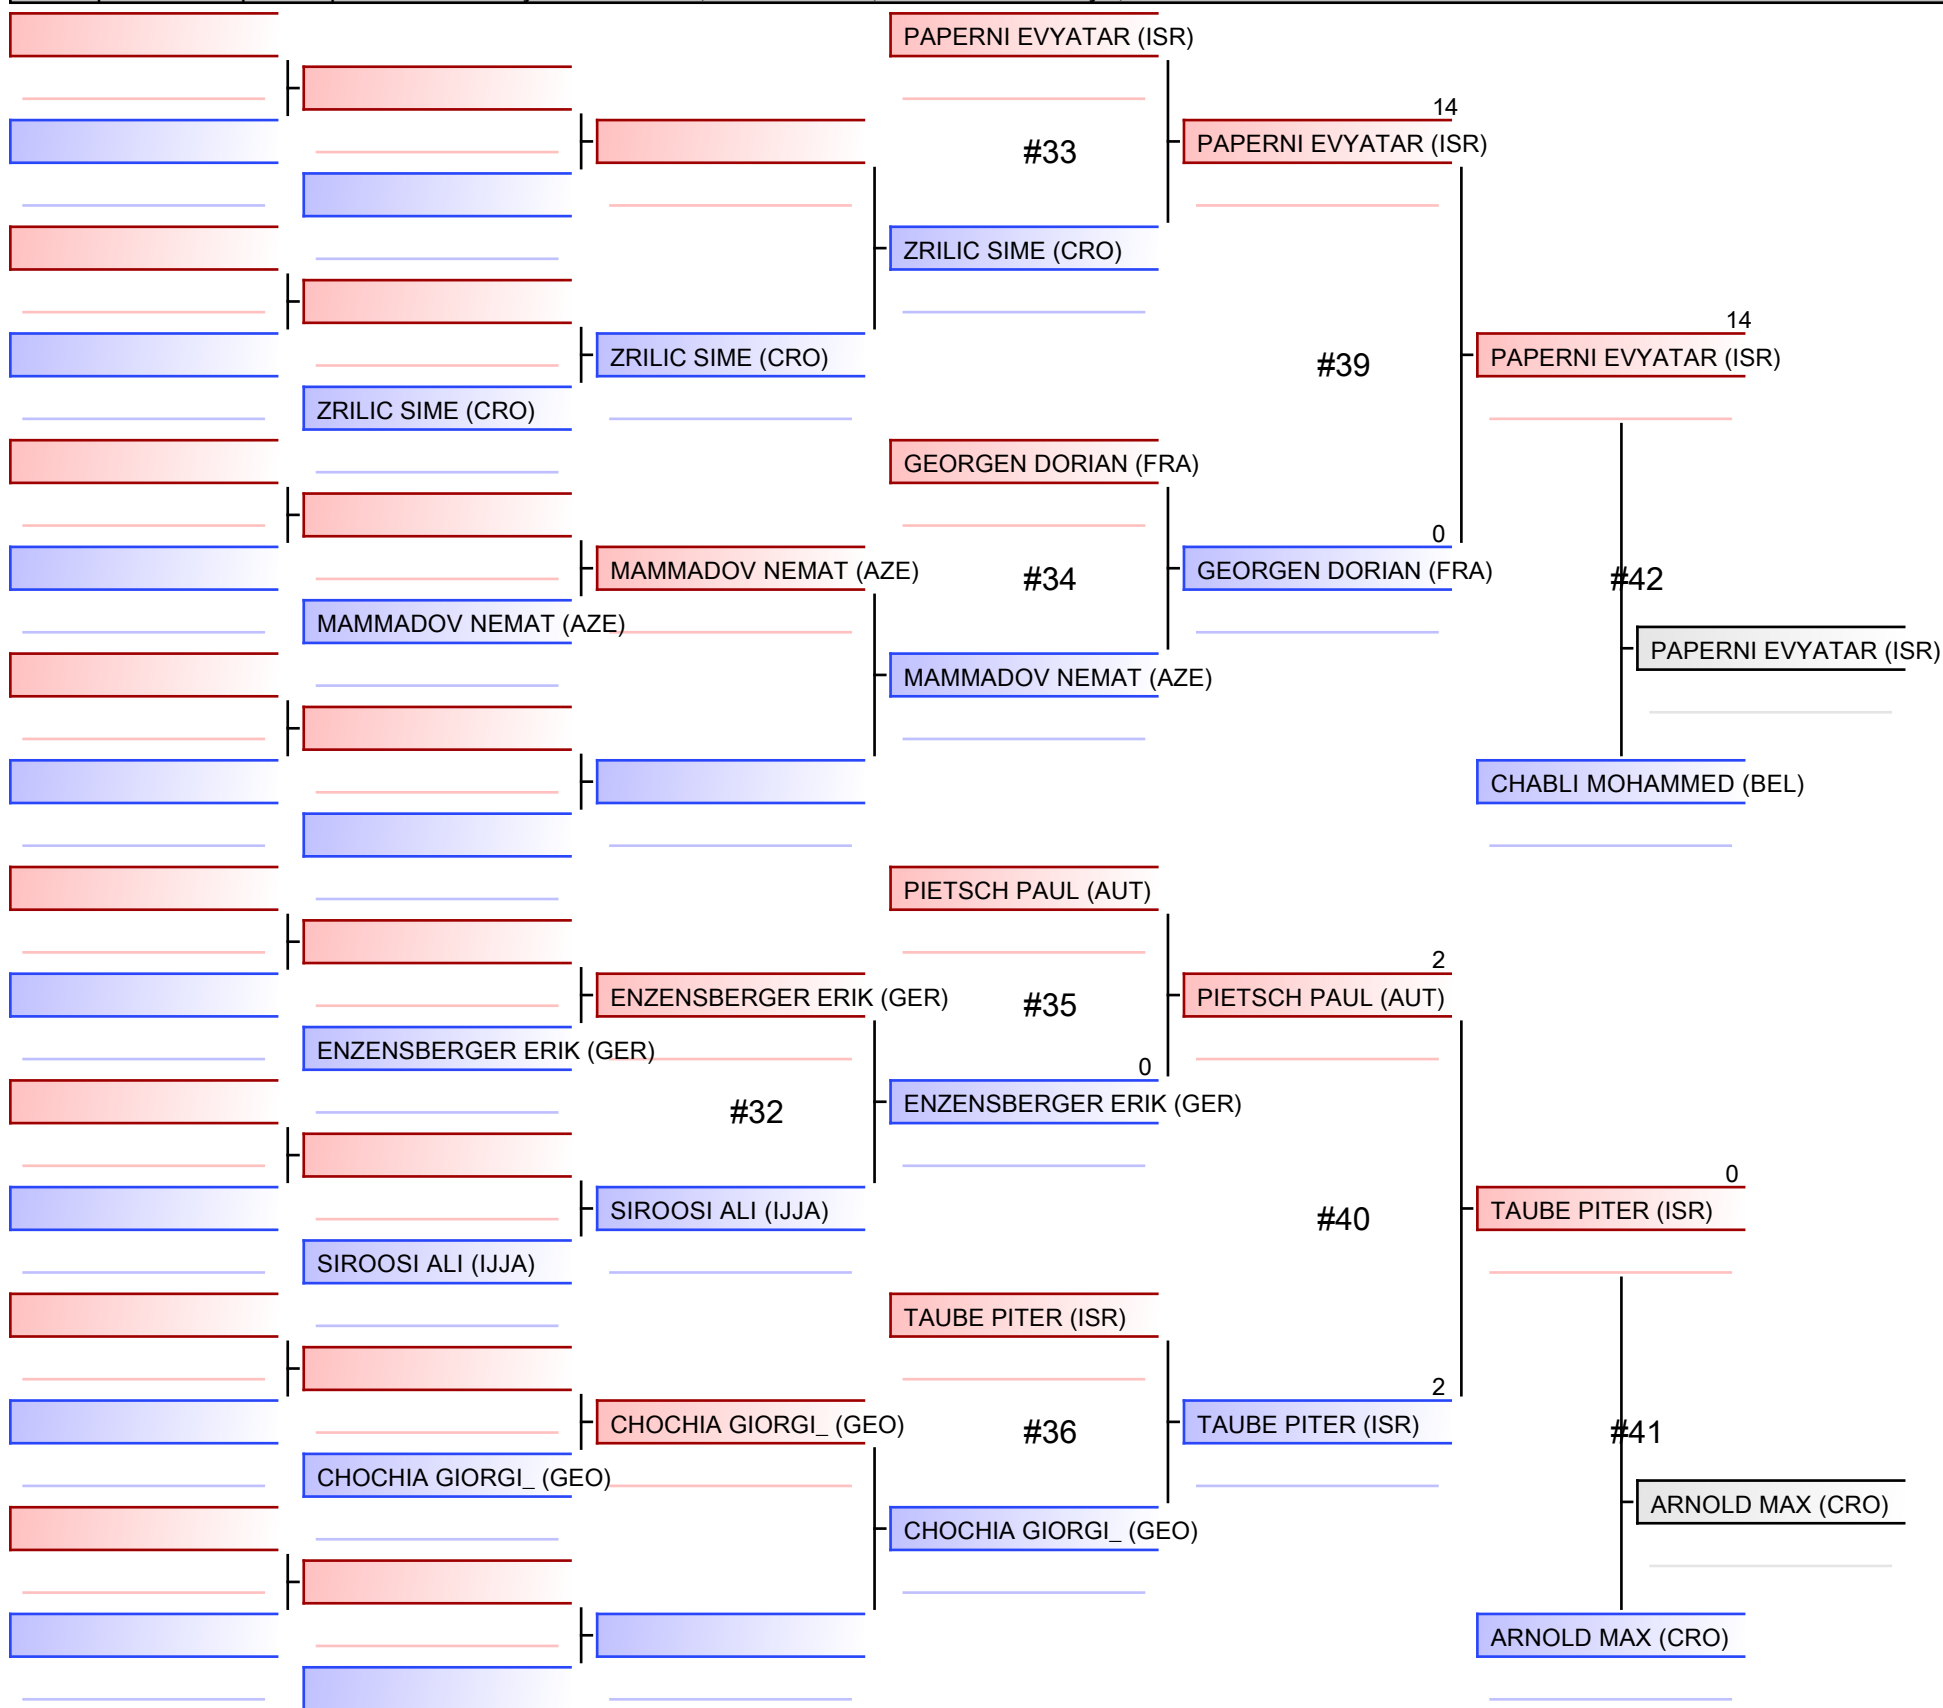 PAPERNI EVYATAR (ISR)
14
#33
PAPERNI EVYATAR (ISR)
ZRILIC SIME (CRO)
14
ZRILIC SIME (CRO)
#39
PAPERNI EVYATAR (ISR)
ZRILIC SIME (CRO)
GEORGEN DORIAN (FRA)
0
MAMMADOV NEMAT (AZE)
#34
GEORGEN DORIAN (FRA)
#42
MAMMADOV NEMAT (AZE)
PAPERNI EVYATAR (ISR)
MAMMADOV NEMAT (AZE)
CHABLI MOHAMMED (BEL)
PIETSCH PAUL (AUT)
2
ENZENSBERGER ERIK (GER)
#35
PIETSCH PAUL (AUT)
ENZENSBERGER ERIK (GER)
0
#32
ENZENSBERGER ERIK (GER)
0
SIROOSI ALI (IJJA)
#40
TAUBE PITER (ISR)
SIROOSI ALI (IJJA)
TAUBE PITER (ISR)
2
CHOCHIA GIORGI_ (GEO)
#36
TAUBE PITER (ISR)
#41
CHOCHIA GIORGI_ (GEO)
ARNOLD MAX (CRO)
CHOCHIA GIORGI_ (GEO)
ARNOLD MAX (CRO)